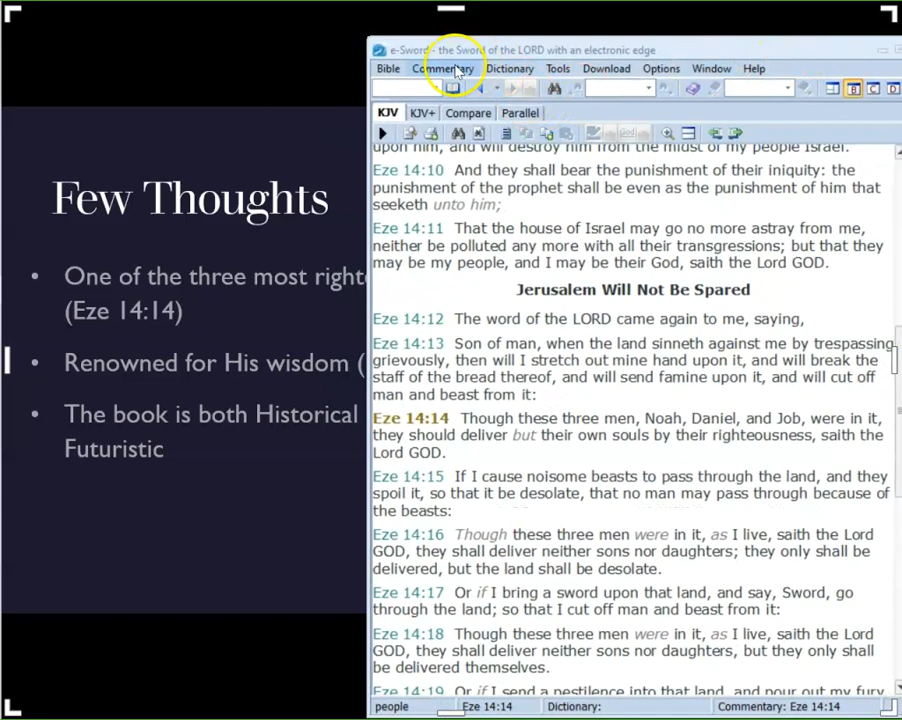 Few Thoughts
• One of the three most righte
(Eze 14:14)
• Renowned for His wisdom (
• The book is both Historical
Futuristic
e-Sword - the Sword of the LORD with an electronic edge
Bible Commentary Dictionary Tools Download Options Window Help
B C D
KJV KJV+ Compare Parallel
upon him, and will destroy him from the midst of my people Israel.
Eze 14:10 And they shall bear the punishment of their iniquity: the
punishment of the prophet shall be even as the punishment of him that
seeketh unto him;
Eze 14:11 That the house of Israel may go no more astray from me,
neither be polluted any more with all their transgressions; but that they
may be my people, and I may be their God, saith the Lord GOD.
Jerusalem Will Not Be Spared
Eze 14:12 The word of the LORD came again to me, saying,
Eze 14:13 Son of man, when the land sinneth against me by trespassing
grievously, then will I stretch out mine hand upon it, and will break the
staff of the bread thereof, and will send famine upon it, and will cut off
man and beast from it:
Eze 14:14 Though these three men, Noah, Daniel, and Job, were in it,
they should deliver but their own souls by their righteousness, saith the
Lord GOD.
Eze 14:15 If I cause noisome beasts to pass through the land, and they
spoil it, so that it be desolate, that no man may pass through because of
the beasts:
Eze 14:16 Though these three men were in it, as I live, saith the Lord
GOD, they shall deliver neither sons nor daughters; they only shall be
delivered, but the land shall be desolate.
Eze 14:17 Or if I bring a sword upon that land, and say, Sword, go
through the land; so that I cut off man and beast from it:
Eze 14:18 Though these three men were in it, as I live, saith the Lord
GOD, they shall deliver neither sons nor daughters, but they only shall
be delivered themselves.
Eze 14:19 Or if I send a pestilence into that land, and pour out my fury
people Eze 14:14 Dictionary: Commentary: Eze 14:14